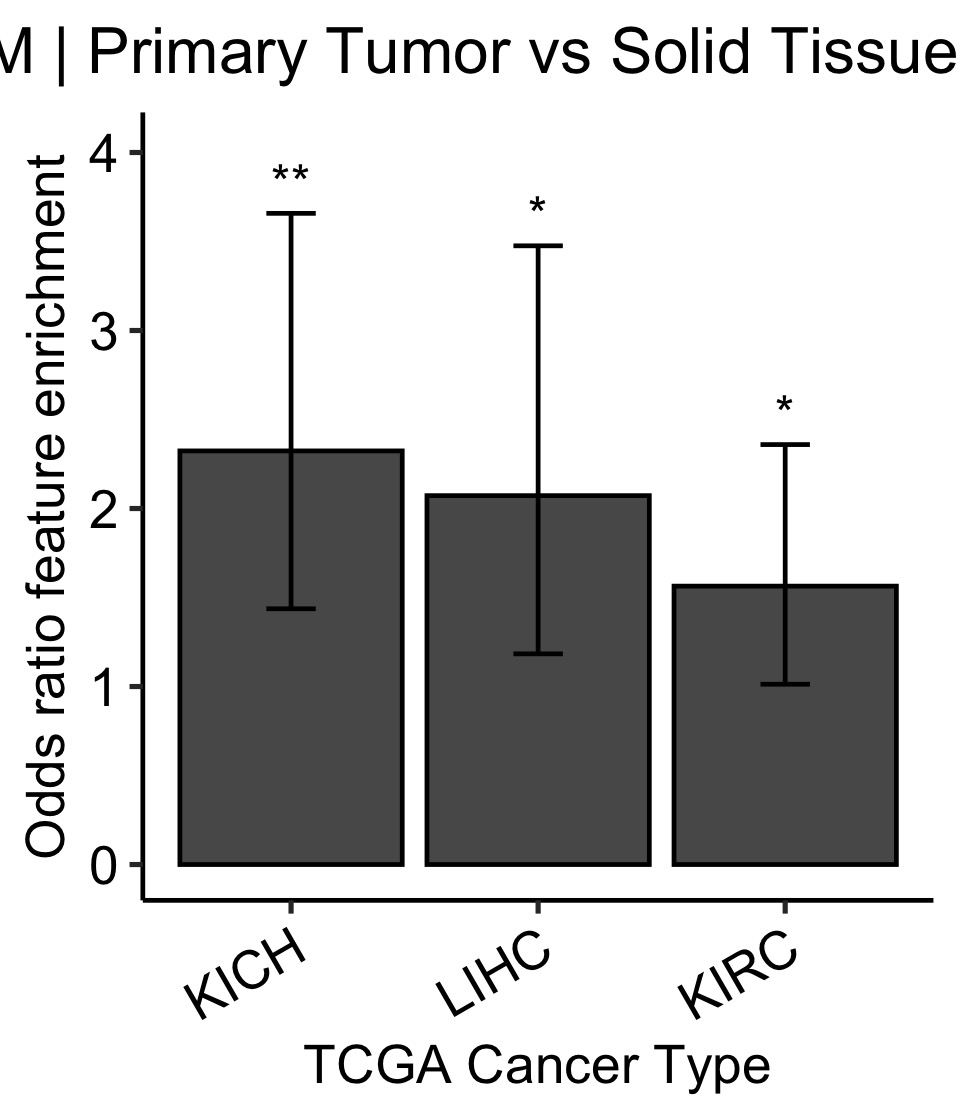 M | Primary Tumor vs Solid Tissue
Odds ratio feature enrichment
4
3
2
1
0
**
*
*
KICH
LIHC
KIRC
TCGA Cancer Type